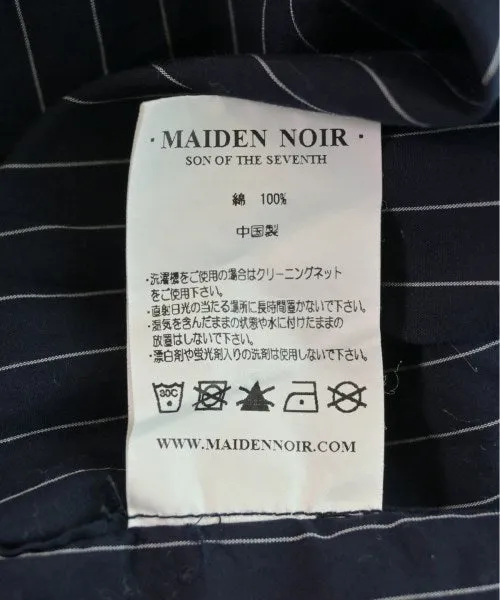 · MAIDEN NOIR ·
SON OF THE SEVENTH
綿 100%
中国製
・洗濯機をご使用の場合はクリーニングネット
をご使用下さい。
・直射日光の当たる場所に長時間置かないで下さい。
・湿気を含んだままの状態や水に付けたままの
放置はしないで下さい。
・漂白剤や蛍光剤入りの洗剤は使用しないで下さい。
30C
WWW.MAIDENNOIR.COM